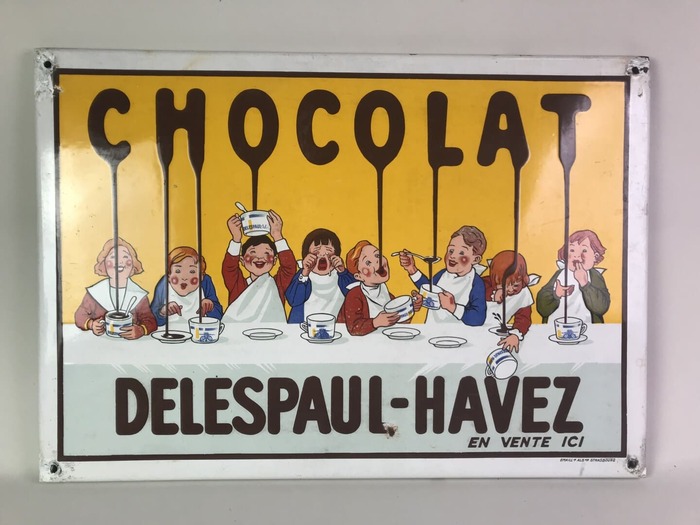 CHOCOLAT
DELESPAUL-HAVEZ
EN VENTE ICI